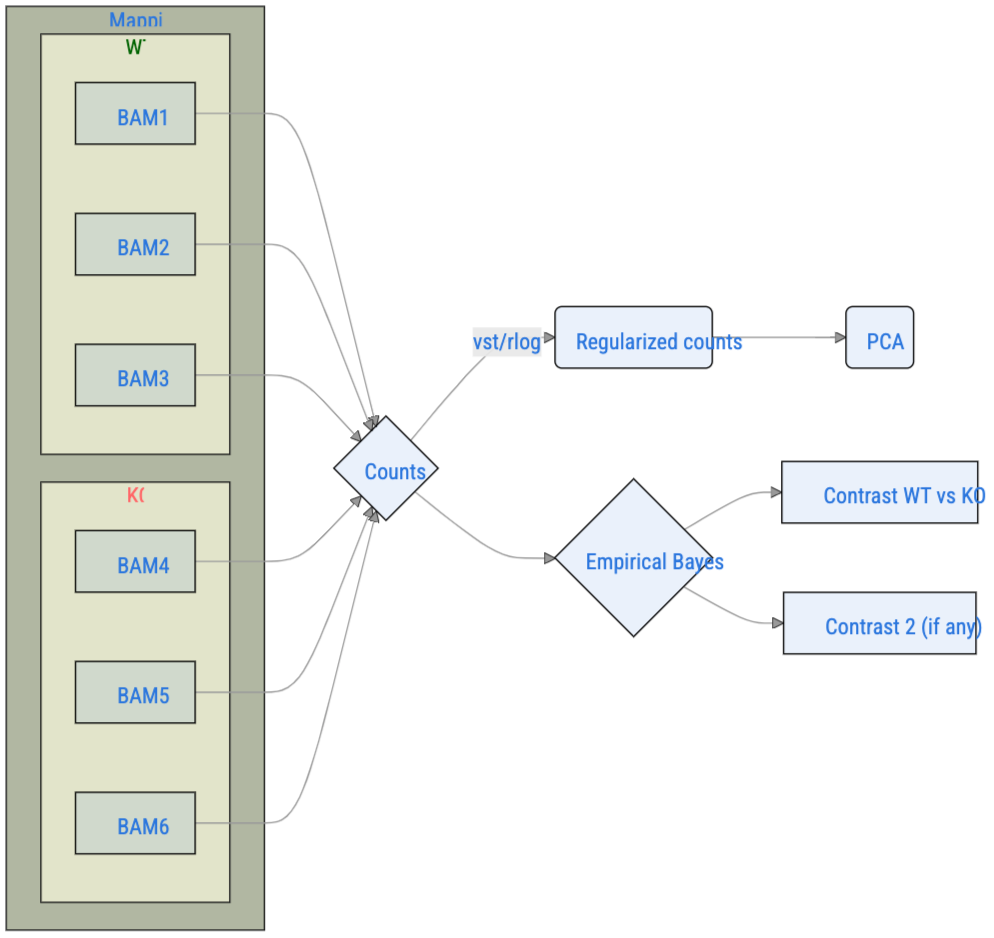 Manni
W
BAM1
BAM2
BAM3
K
BAM4
BAM5
BAM6
Counts
vst/rlog
Regularized counts
PCA
Empirical Bayes
Contrast WT vs KO
Contrast 2 (if any)